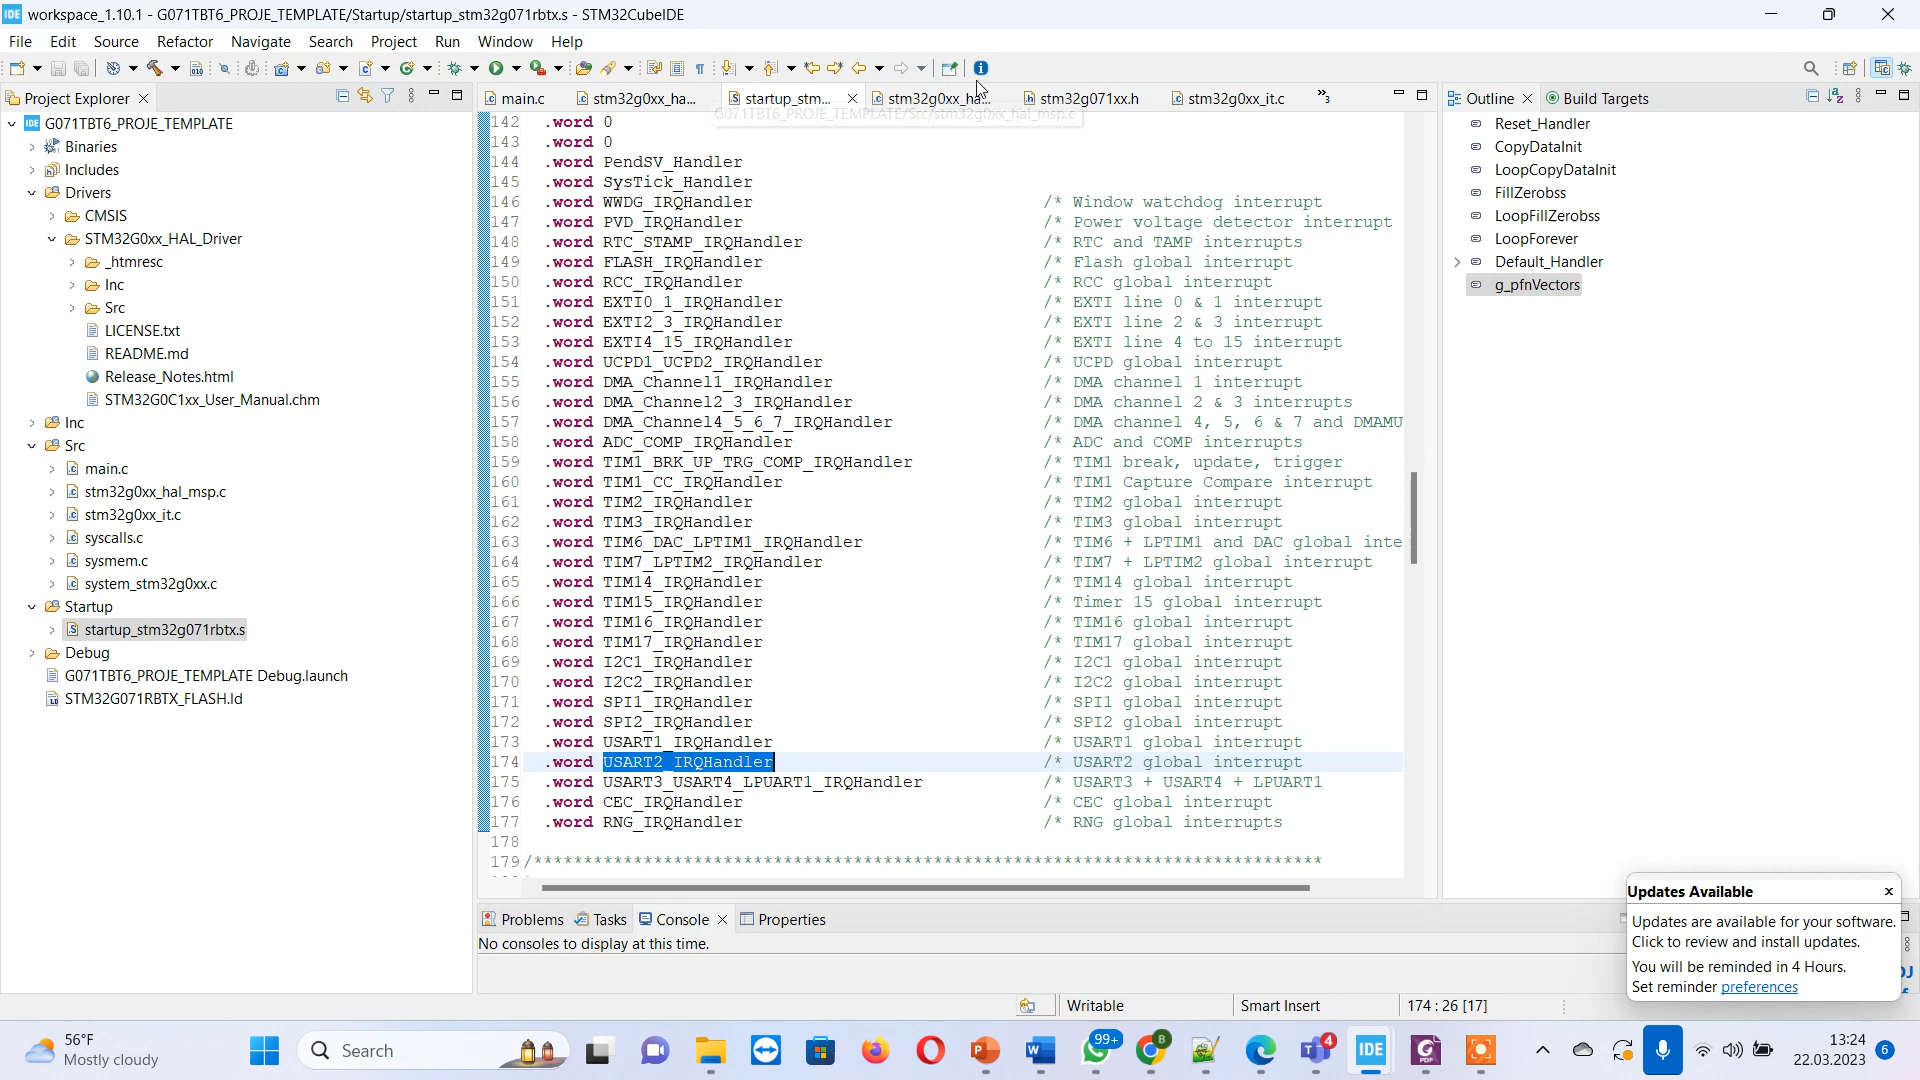 workspace_1.10.1 - G071TBT6_PROJE_TEMPLATE/Startup/startup_stm32g071rbtx.s - STM32CubeIDE
File Edit Source Refactor Navigate Search Project Run Window Help
Project Explorer
G071TBT6_PROJE_TEMPLATE
Binaries
Includes
Drivers
CMSIS
STM32G0xx_HAL_Driver
_htmresc
Inc
Src
LICENSE.txt
README.md
Release_Notes.html
STM32G0C1xx_User_Manual.chm
Inc
Src
main.c
stm32g0xx_hal_msp.c
stm32g0xx_it.c
syscalls.c
sysmem.c
system_stm32g0xx.c
Startup
startup_stm32g071rbtx.s
Debug
G071TBT6_PROJE_TEMPLATE Debug.launch
STM32G071RBTX_FLASH.ld
main.c stm32g0xx_ha... startup_stm... stm32g0xx_ha... stm32g071xx.h stm32g0xx_it.c »3
G071TBT6_PROJE_TEMPLATE/Src/stm32g0xx_hal_msp.c
142 .word 0
143 .word 0
144 .word PendSV_Handler
145 .word SysTick_Handler
146 .word WWDG_IRQHandler /* Window watchdog interrupt
147 .word PVD_IRQHandler /* Power voltage detector interrupt
148 .word RTC_STAMP_IRQHandler /* RTC and TAMP interrupts
149 .word FLASH_IRQHandler /* Flash global interrupt
150 .word RCC_IRQHandler /* RCC global interrupt
151 .word EXTI0_1_IRQHandler /* EXTI line 0 & 1 interrupt
152 .word EXTI2_3_IRQHandler /* EXTI line 2 & 3 interrupt
153 .word EXTI4_15_IRQHandler /* EXTI line 4 to 15 interrupt
154 .word UCPD1_UCPD2_IRQHandler /* UCPD global interrupt
155 .word DMA_Channel1_IRQHandler /* DMA channel 1 interrupt
156 .word DMA_Channel2_3_IRQHandler /* DMA channel 2 & 3 interrupts
157 .word DMA_Channel4_5_6_7_IRQHandler /* DMA channel 4, 5, 6 & 7 and DMAMU
158 .word ADC_COMP_IRQHandler /* ADC and COMP interrupts
159 .word TIM1_BRK_UP_TRG_COMP_IRQHandler /* TIM1 break, update, trigger
160 .word TIM1_CC_IRQHandler /* TIM1 Capture Compare interrupt
161 .word TIM2_IRQHandler /* TIM2 global interrupt
162 .word TIM3_IRQHandler /* TIM3 global interrupt
163 .word TIM6_DAC_LPTIM1_IRQHandler /* TIM6 + LPTIM1 and DAC global inte
164 .word TIM7_LPTIM2_IRQHandler /* TIM7 + LPTIM2 global interrupt
165 .word TIM14_IRQHandler /* TIM14 global interrupt
166 .word TIM15_IRQHandler /* Timer 15 global interrupt
167 .word TIM16_IRQHandler /* TIM16 global interrupt
168 .word TIM17_IRQHandler /* TIM17 global interrupt
169 .word I2C1_IRQHandler /* I2C1 global interrupt
170 .word I2C2_IRQHandler /* I2C2 global interrupt
171 .word SPI1_IRQHandler /* SPI1 global interrupt
172 .word SPI2_IRQHandler /* SPI2 global interrupt
173 .word USART1_IRQHandler /* USART1 global interrupt
174 .word USART2_IRQHandler /* USART2 global interrupt
175 .word USART3_USART4_LPUART1_IRQHandler /* USART3 + USART4 + LPUART1
176 .word CEC_IRQHandler /* CEC global interrupt
177 .word RNG_IRQHandler /* RNG global interrupts
178
179 /*******************************************************************************
Outline Build Targets
Reset_Handler
CopyDataInit
LoopCopyDataInit
FillZerobss
LoopFillZerobss
LoopForever
Default_Handler
g_pfnVectors
Problems Tasks Console Properties
No consoles to display at this time.
Updates Available
Updates are available for your software.
Click to review and install updates.
You will be reminded in 4 Hours.
Set reminder preferences
Writable Smart Insert 174 : 26 [17]
56°F
Mostly cloudy
Search
99+
B
4
IDE
PDF
13:24
22.03.2023
6